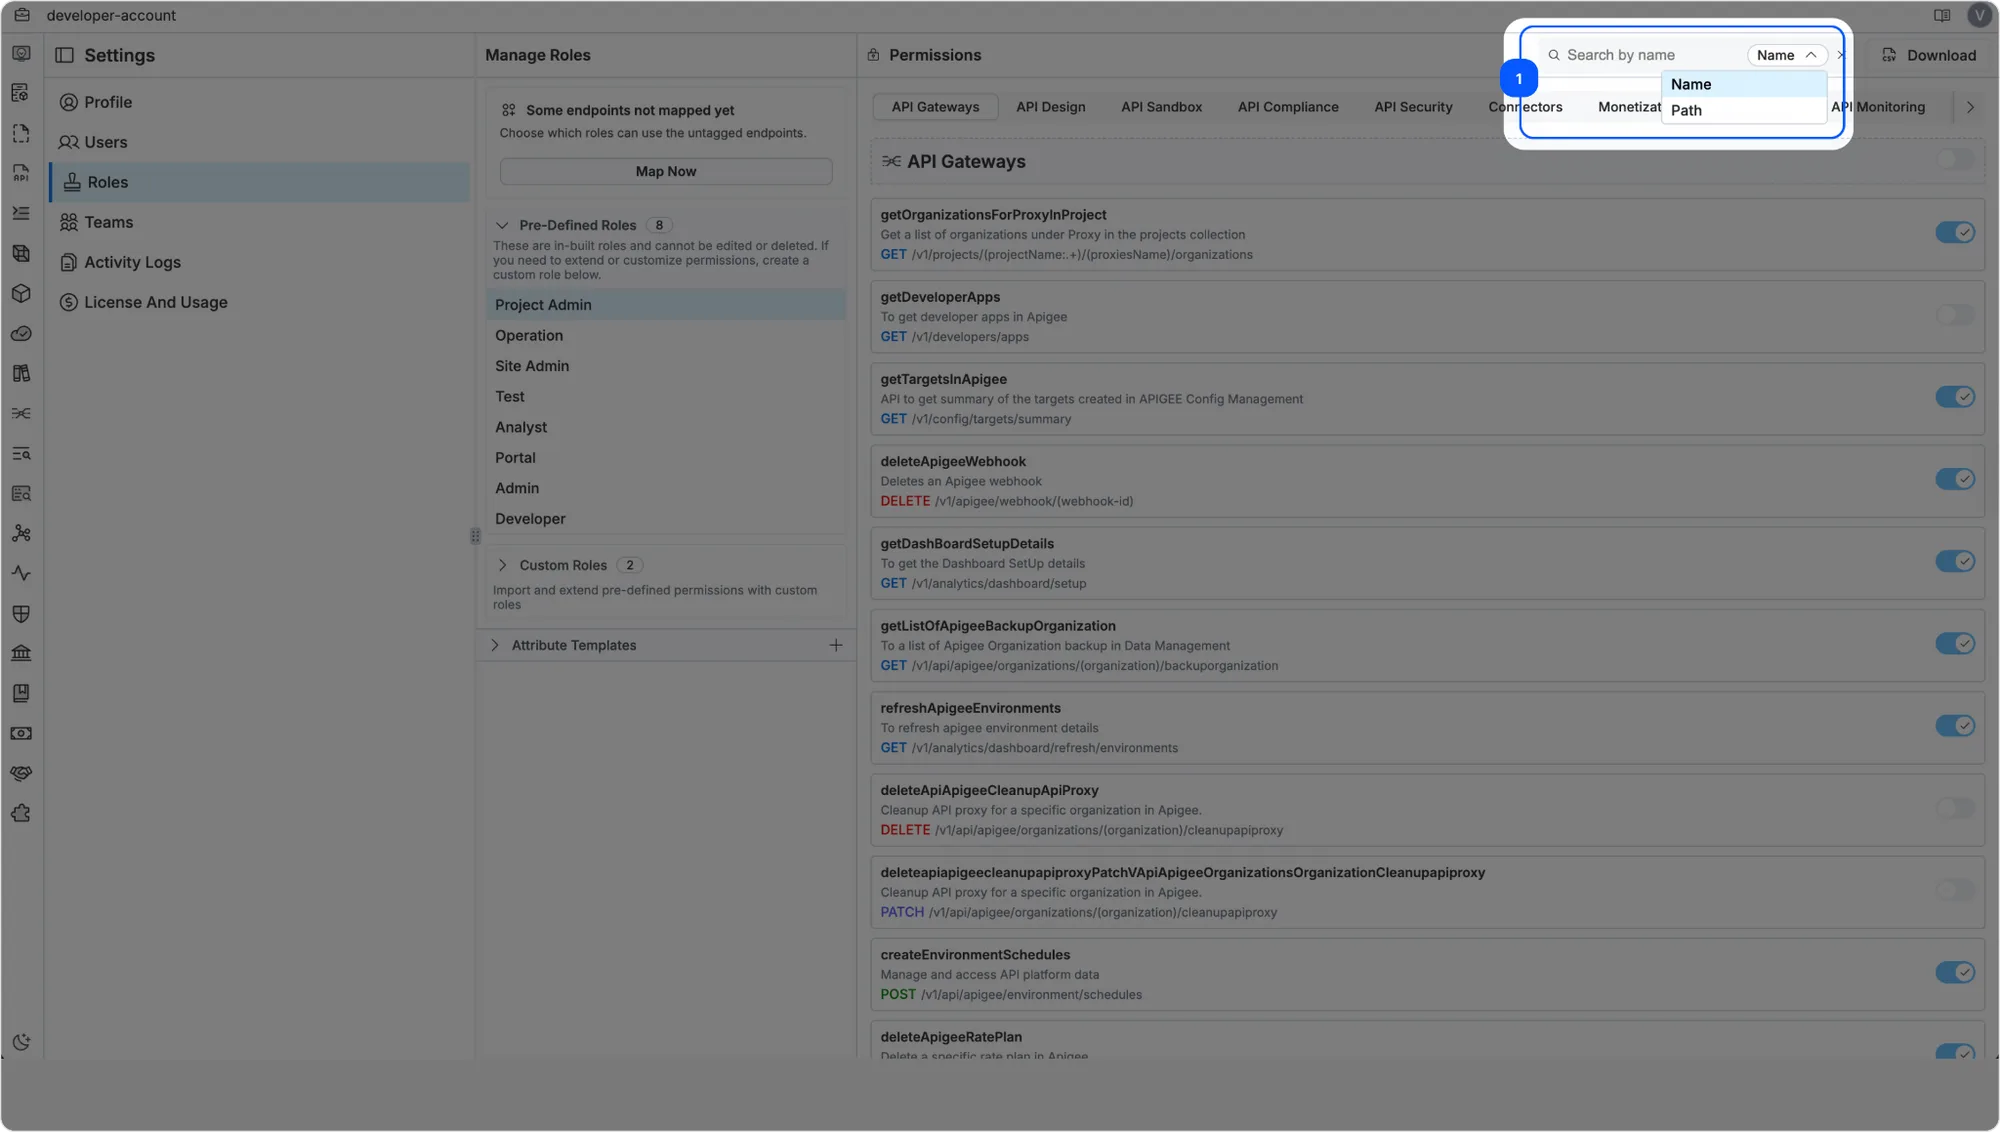 developer-account
V
Settings
Profile
Users
Roles
Teams
Activity Logs
License And Usage
Manage Roles
Some endpoints not mapped yet
Choose which roles can use the untagged endpoints.
Map Now
Pre-Defined Roles 8
These are in-built roles and cannot be edited or deleted. If
you need to extend or customize permissions, create a
custom role below.
Project Admin
Operation
Site Admin
Test
Analyst
Portal
Admin
Developer
Custom Roles 2
Import and extend pre-defined permissions with custom
roles
Attribute Templates
Permissions
Search by name
Name
Download
1
Name
Path
API Gateways API Design API Sandbox API Compliance API Security Connectors Monetizat API Monitoring
API Gateways
getOrganizationsForProxyInProject
Get a list of organizations under Proxy in the projects collection
GET /v1/projects/(projectName:.+)/(proxiesName)/organizations
getDeveloperApps
To get developer apps in Apigee
GET /v1/developers/apps
getTargetsInApigee
API to get summary of the targets created in APIGEE Config Management
GET /v1/config/targets/summary
deleteApigeeWebhook
Deletes an Apigee webhook
DELETE /v1/apigee/webhook/(webhook-id)
getDashBoardSetupDetails
To get the Dashboard SetUp details
GET /v1/analytics/dashboard/setup
getListOfApigeeBackupOrganization
To a list of Apigee Organization backup in Data Management
GET /v1/api/apigee/organizations/(organization)/backuporganization
refreshApigeeEnvironments
To refresh apigee environment details
GET /v1/analytics/dashboard/refresh/environments
deleteApiApigeeCleanupApiProxy
Cleanup API proxy for a specific organization in Apigee.
DELETE /v1/api/apigee/organizations/(organization)/cleanupapiproxy
deleteapiapigeecleanupapiproxyPatchVApiApigeeOrganizationsOrganizationCleanupapiproxy
Cleanup API proxy for a specific organization in Apigee.
PATCH /v1/api/apigee/organizations/(organization)/cleanupapiproxy
createEnvironmentSchedules
Manage and access API platform data
POST /v1/api/apigee/environment/schedules
deleteApigeeRatePlan
Delete a specific rate plan in Apigee